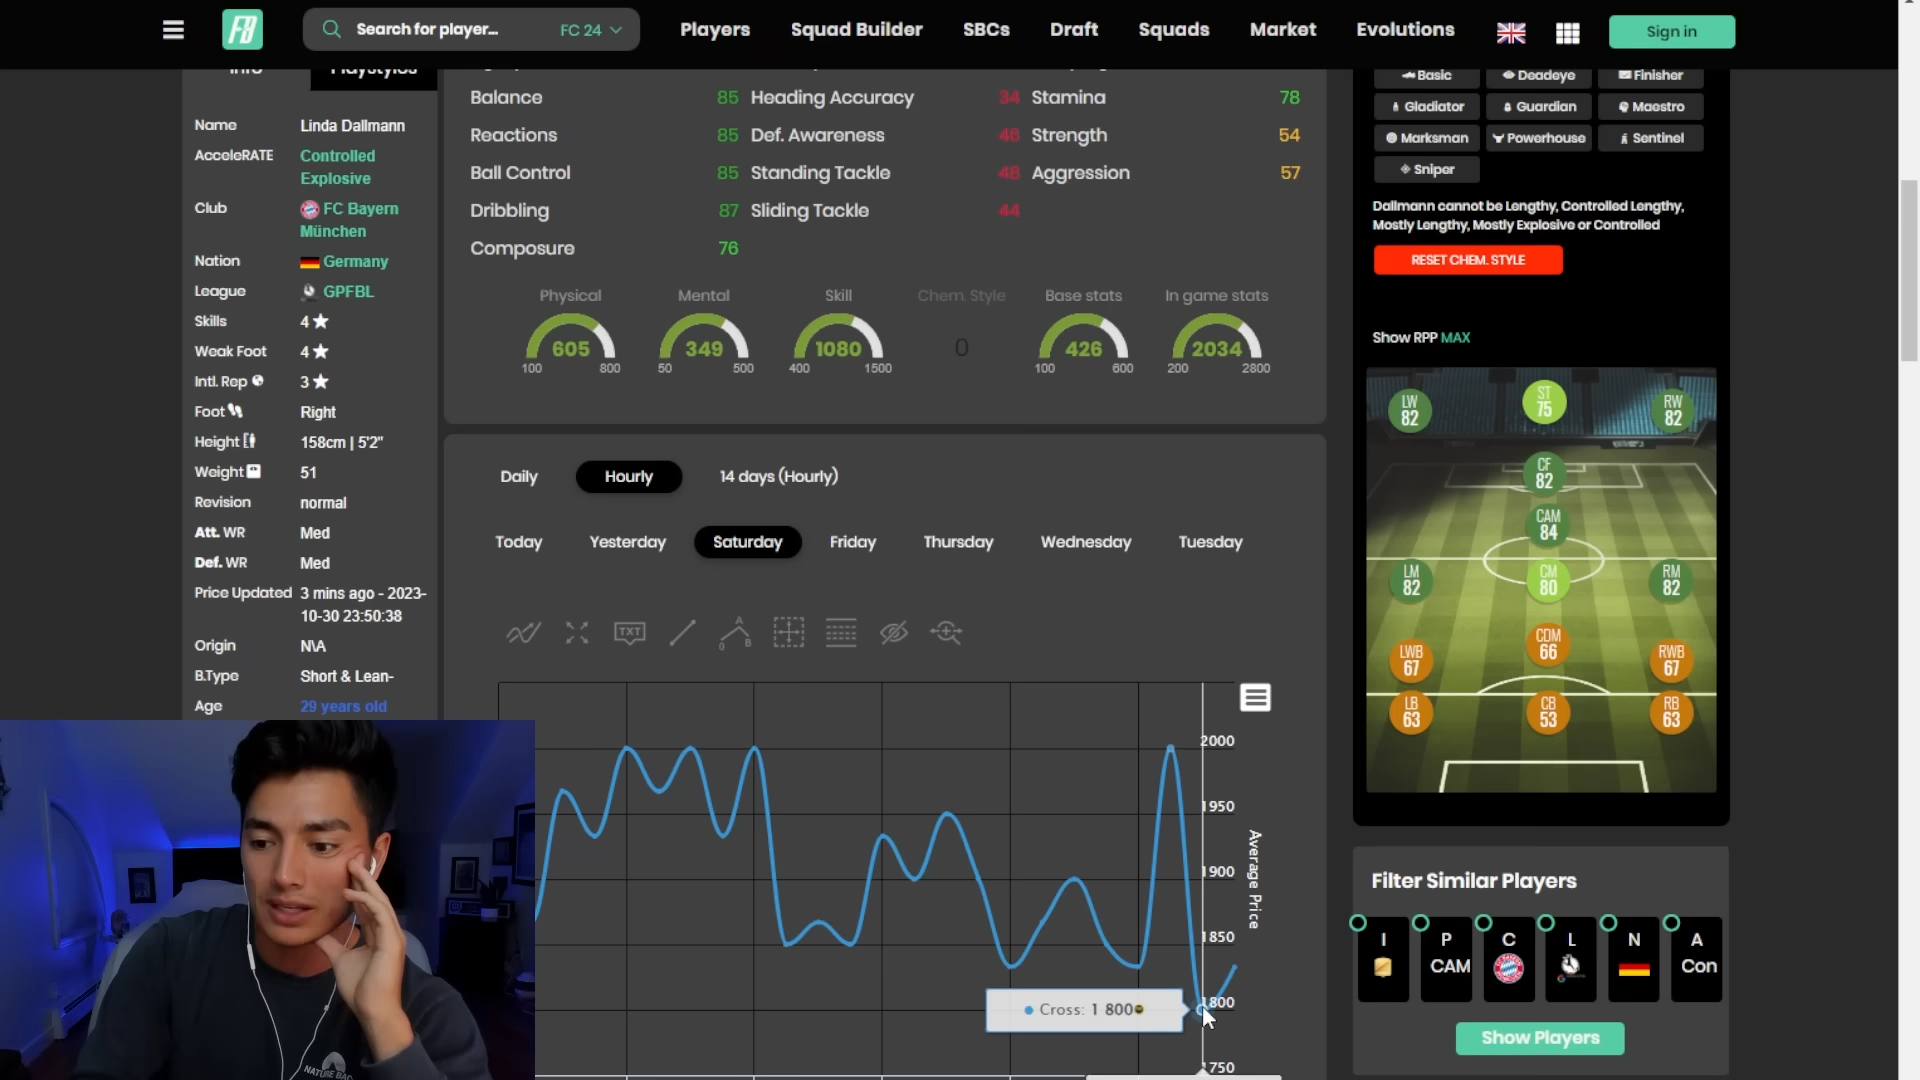 FB
Search for player...
FC 24
Players
Squad Builder
SBCs
Draft
Squads
Market
Evolutions
Sign in
Info
Playstyles
Name
Linda Dallmann
AcceleRATE
Controlled
Explosive
Club
FC Bayern
München
Nation
Germany
League
GPFBL
Skills
4
Weak Foot
4
Intl. Rep
3
Foot
Right
Height
158cm | 5'2"
Weight
51
Revision
normal
Att. WR
Med
Def. WR
Med
Price Updated
3 mins ago - 2023-
10-30 23:50:38
Origin
N\A
B.Type
Short & Lean-
Age
29 years old
Balance 85
Heading Accuracy 34
Stamina 78
Reactions 85
Def. Awareness 46
Strength 54
Ball Control 85
Standing Tackle 48
Aggression 57
Dribbling 87
Sliding Tackle 44
Composure 76
Physical
605
100 800
Mental
349
50 500
Skill
1080
400 1500
Chem. Style
0
Base stats
426
100 600
In game stats
2034
200 2800
Daily
Hourly
14 days (Hourly)
Today
Yesterday
Saturday
Friday
Thursday
Wednesday
Tuesday
TXT
A
0 B
2000
1950
1900
1850
1800
1750
Average Price
Cross: 1 800
Basic
Deadeye
Finisher
Gladiator
Guardian
Maestro
Marksman
Powerhouse
Sentinel
Sniper
Dallmann cannot be Lengthy, Controlled Lengthy,
Mostly Lengthy, Mostly Explosive or Controlled
RESET CHEM. STYLE
Show RPP MAX
LW
82
ST
75
RW
82
CF
82
CAM
84
LM
82
CM
80
RM
82
LWB
67
CDM
66
RWB
67
LB
63
CB
53
RB
63
Filter Similar Players
I
P
CAM
C
L
N
A
Con
Show Players